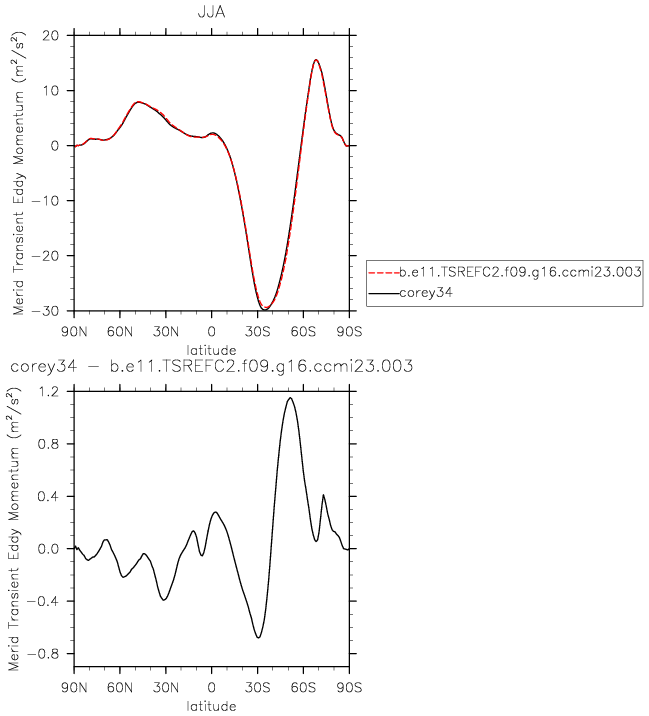 JJA
Merid Transient Eddy Momentum (m²/s²)
20
10
0
−10
−20
−30
90N 60N 30N 0 30S 60S 90S
latitude
b.e11.TSREFC2.f09.g16.ccmi23.003
corey34
corey34 − b.e11.TSREFC2.f09.g16.ccmi23.003
Merid Transient Eddy Momentum (m²/s²)
1.2
0.8
0.4
0.0
−0.4
−0.8
90N 60N 30N 0 30S 60S 90S
latitude